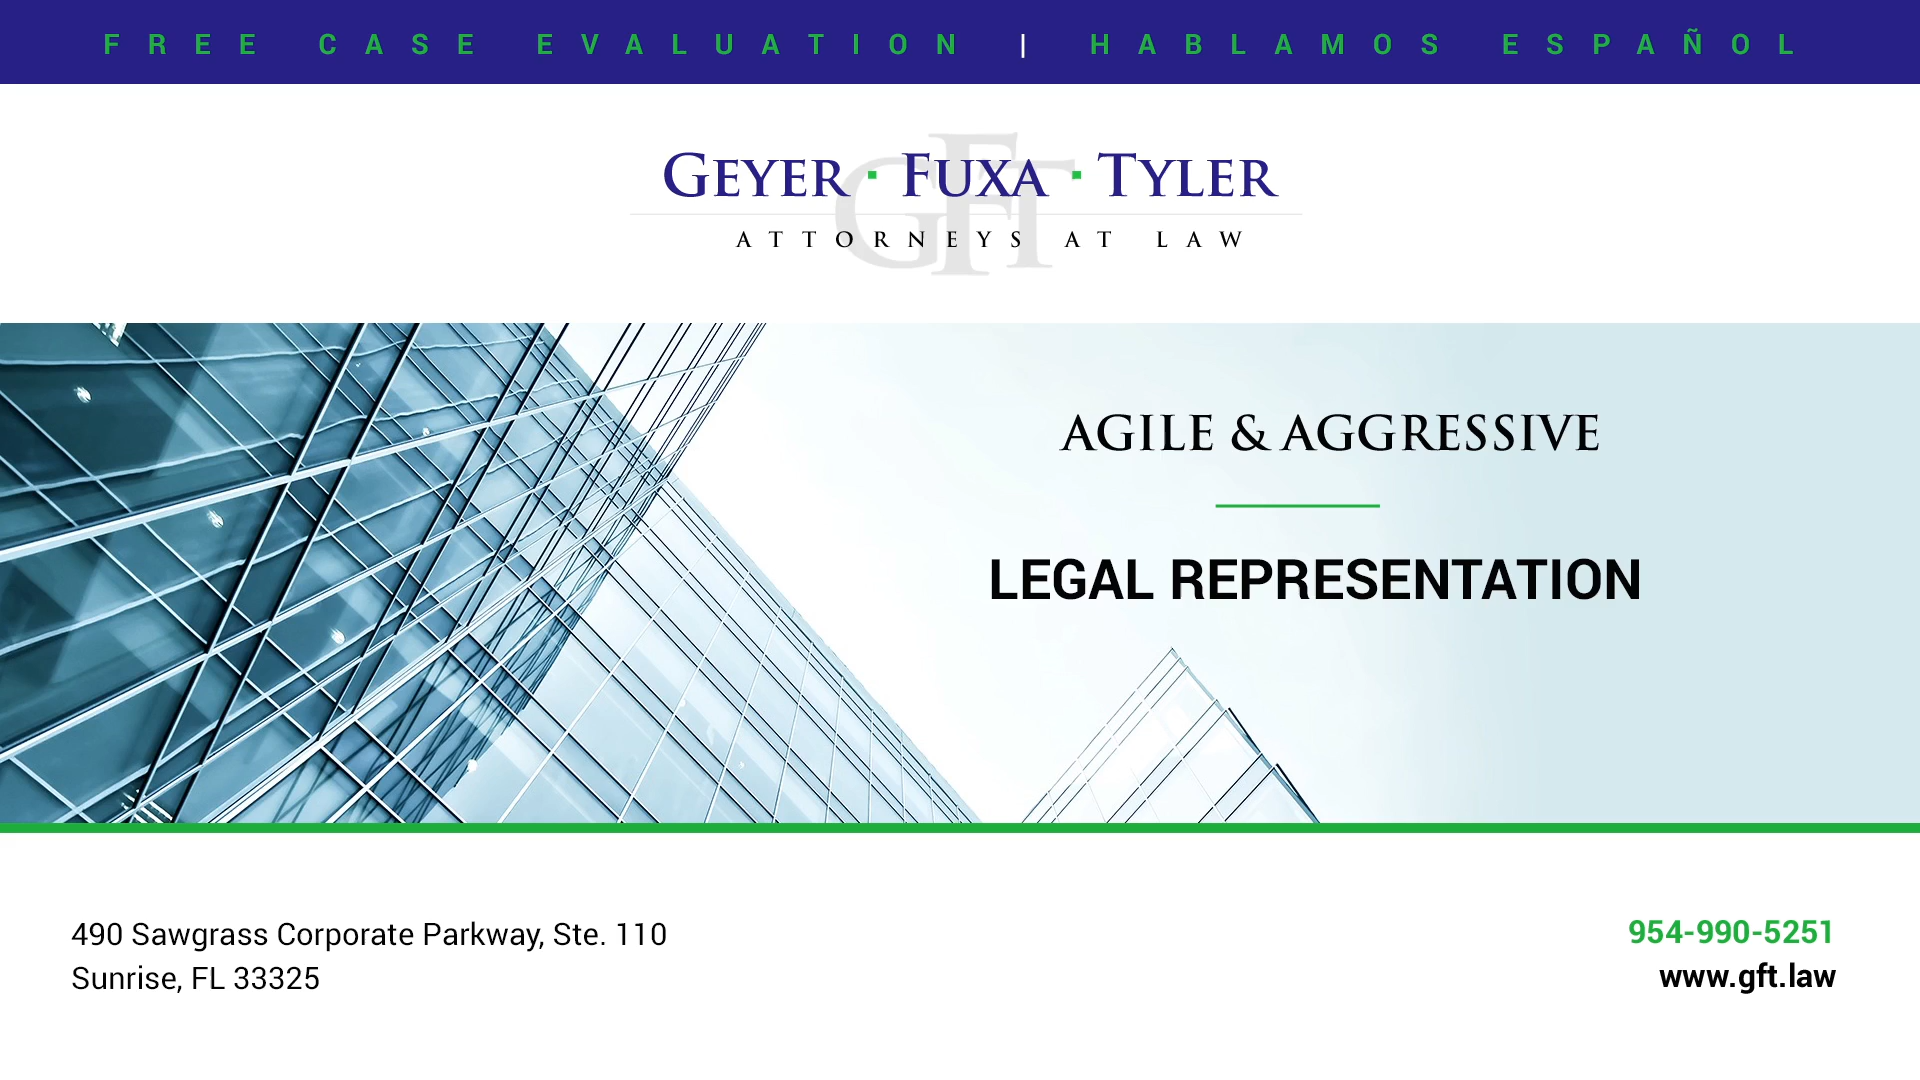 FREE CASE EVALUATION | HABLAMOS ESPAÑOL
GFT
GEYER · FUXA · TYLER
ATTORNEYS AT LAW
AGILE & AGGRESSIVE
LEGAL REPRESENTATION
490 Sawgrass Corporate Parkway, Ste. 110
Sunrise, FL 33325
954-990-5251
www.gft.law